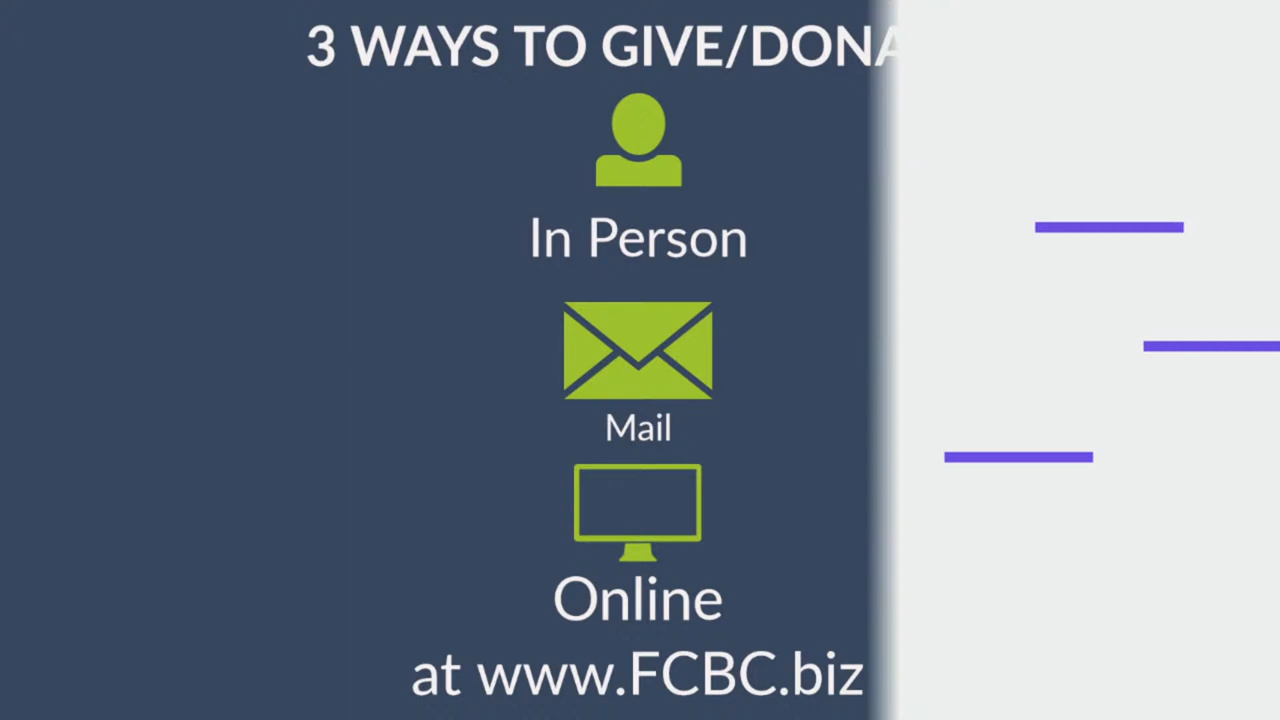 3 WAYS TO GIVE/DONA
In Person
Mail
Online
at www.FCBC.biz